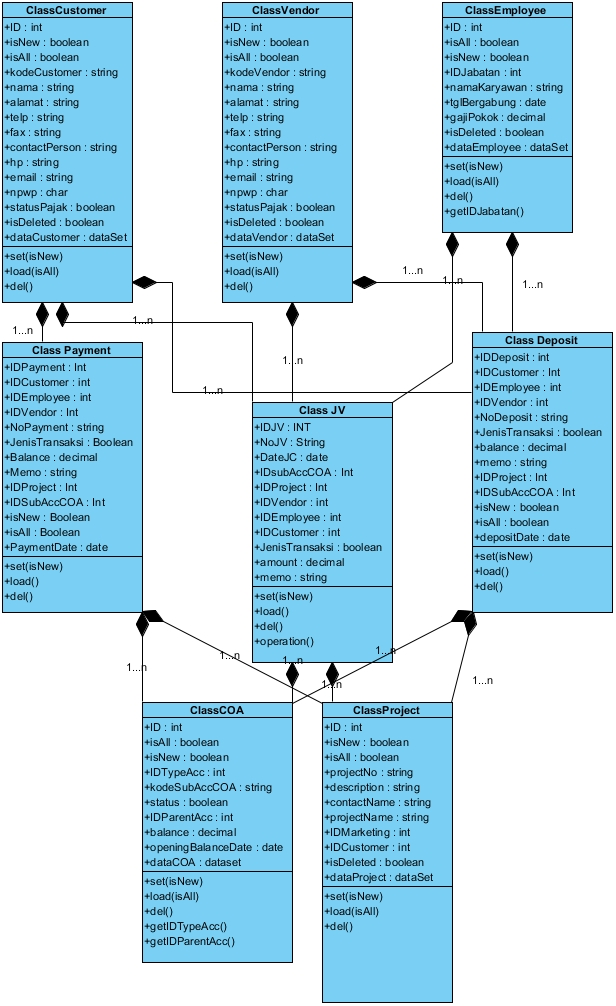 ClassCustomer
+ID : int
+isNew : boolean
+isAll : boolean
+kodeCustomer : string
+nama : string
+alamat : string
+telp : string
+fax : string
+contactPerson : string
+hp : string
+email : string
+npwp : char
+statusPajak : boolean
+isDeleted : boolean
+dataCustomer : dataSet
+set(isNew)
+load(isAll)
+del()
ClassVendor
+ID : int
+isNew : boolean
+isAll : boolean
+kodeVendor : string
+nama : string
+alamat : string
+telp : string
+fax : string
+contactPerson : string
+hp : string
+email : string
+npwp : char
+statusPajak : boolean
+isDeleted : boolean
+dataVendor : dataSet
+set(isNew)
+load(isAll)
+del()
ClassEmployee
+ID : int
+isAll : boolean
+isNew : boolean
+IDJabatan : int
+namaKaryawan : string
+tglBergabung : date
+gajiPokok : decimal
+isDeleted : boolean
+dataEmployee : dataSet
+set(isNew)
+load(isAll)
+del()
+getIDJabatan()
1...n
1...n
1...n
1...n
1...n
1...n
1...n
1...n
Class Payment
+IDPayment : Int
+IDCustomer : int
+IDEmployee : int
+IDVendor : Int
+NoPayment : string
+JenisTransaksi : Boolean
+Balance : decimal
+Memo : string
+IDProject : Int
+IDSubAccCOA : Int
+isNew : Boolean
+isAll : Boolean
+PaymentDate : date
+set(isNew)
+load()
+del()
Class JV
+IDJV : INT
+NoJV : String
+DateJC : date
+IDsubAccCOA : Int
+IDProject : Int
+IDVendor : int
+IDEmployee : int
+IDCustomer : int
+JenisTransaksi : boolean
+amount : decimal
+memo : string
+set(isNew)
+load()
+del()
+operation()
Class Deposit
+IDDeposit : int
+IDCustomer : Int
+IDEmployee : int
+IDVendor : int
+NoDeposit : string
+JenisTransaksi : boolean
+balance : decimal
+memo : string
+IDProject : Int
+IDSubAccCOA : Int
+isNew : boolean
+isAll : boolean
+depositDate : date
+set(isNew)
+load()
+del()
1...n
1...n
1...n
1...n
1...n
1...n
ClassCOA
+ID : int
+isAll : boolean
+isNew : boolean
+IDTypeAcc : int
+kodeSubAccCOA : string
+status : boolean
+IDParentAcc : int
+balance : decimal
+openingBalanceDate : date
+dataCOA : dataset
+set(isNew)
+load(isAll)
+del()
+getIDTypeAcc()
+getIDParentAcc()
ClassProject
+ID : int
+isNew : boolean
+isAll : boolean
+projectNo : string
+description : string
+contactName : string
+projectName : string
+IDMarketing : int
+IDCustomer : int
+isDeleted : boolean
+dataProject : dataSet
+set(isNew)
+load(isAll)
+del()